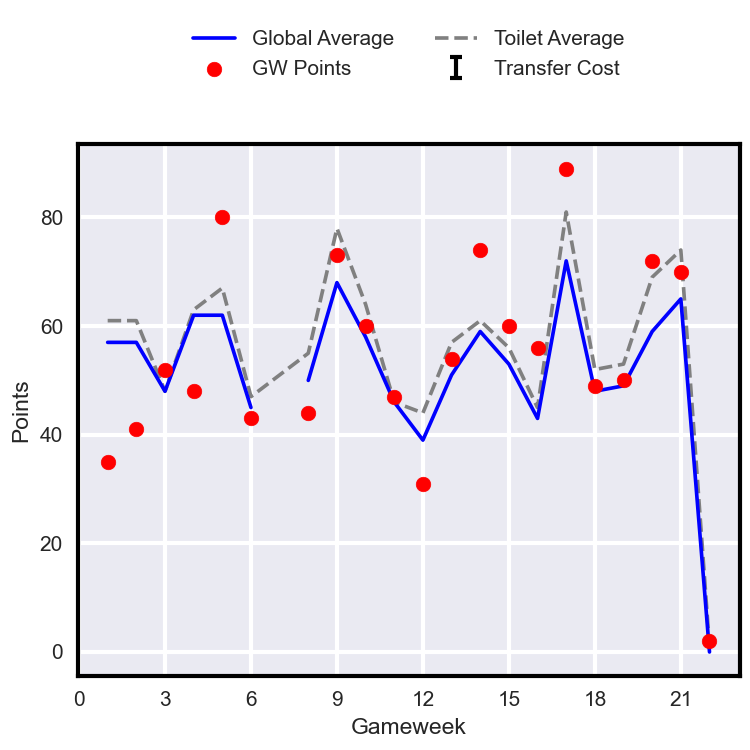 Global Average
Toilet Average
GW Points
Transfer Cost
80
60
40
20
0
Points
0 3 6 9 12 15 18 21
Gameweek